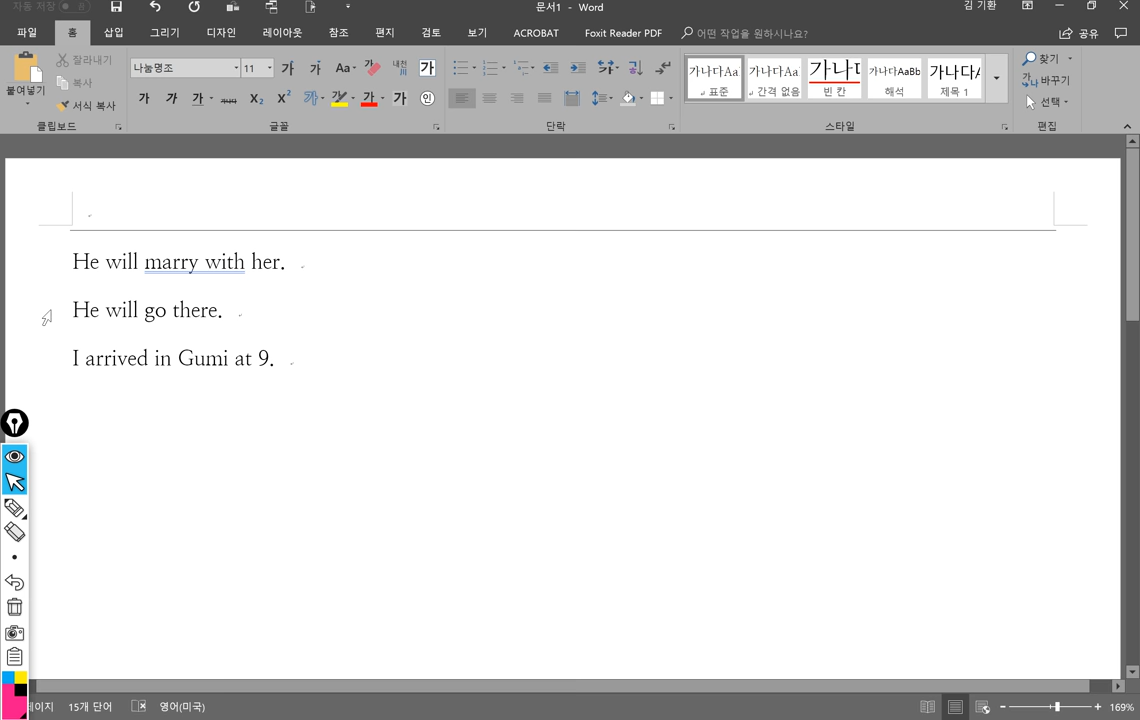 자동 저장
문서1 - Word
김 기환
파일 홈 삽입 그리기 디자인 레이아웃 참조 편지 검토 보기 ACROBAT Foxit Reader PDF 어떤 작업을 원하시나요? 공유
붙여넣기
잘라내기
복사
서식 복사
클립보드
나눔명조 11 가 가 Aa 내천 가
가 가 가 X₂ X² 가 가 가 인
글꼴
단락
가나다Aa 가나다Aa 가나다 가나다AaBb 가나다A
표준 간격 없음 빈 칸 해석 제목 1
스타일
찾기
바꾸기
선택
편집
He will marry with her.
He will go there.
I arrived in Gumi at 9.
페이지 15개 단어 영어(미국) 169%